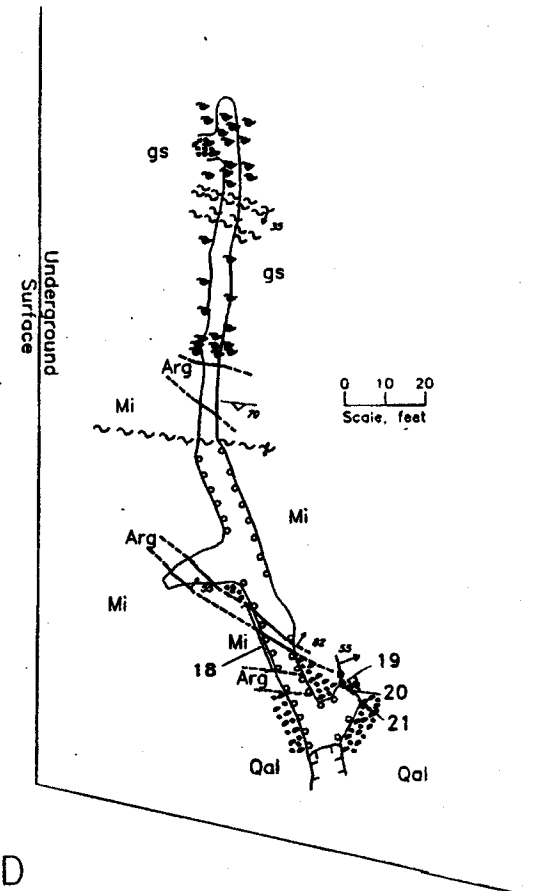 gs
35
gs
Underground
Surface
Arg
0 10 20
Scale, feet
Mi
70
Mi
Arg
55
Mi
Mi
82
55
19
18
Arg
20
21
Qal
Qal
D